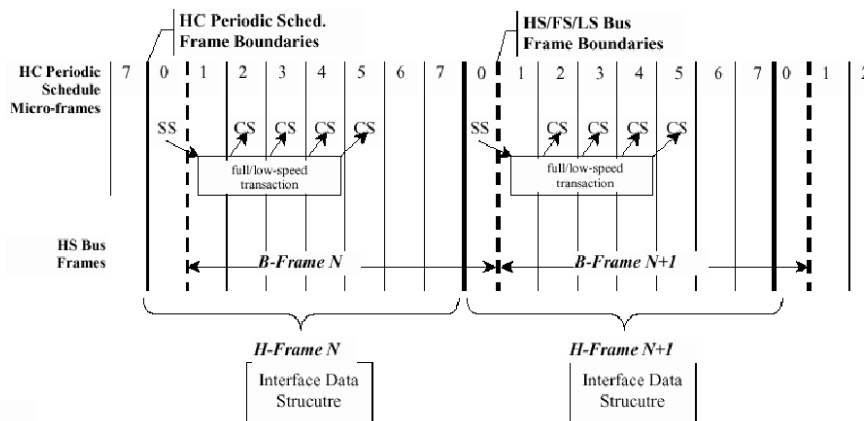 HC Periodic Sched.
Frame Boundaries
HS/FS/LS Bus
Frame Boundaries
HC Periodic
Schedule
Micro-frames
7 0 1 2 3 4 5 6 7 0 1 2 3 4 5 6 7 0 1 2
SS CS CS CS CS SS CS CS CS CS
full/low-speed
transaction
full/low-speed
transaction
HS Bus
Frames
B-Frame N
B-Frame N+1
H-Frame N
H-Frame N+1
Interface Data
Strucutre
Interface Data
Strucutre